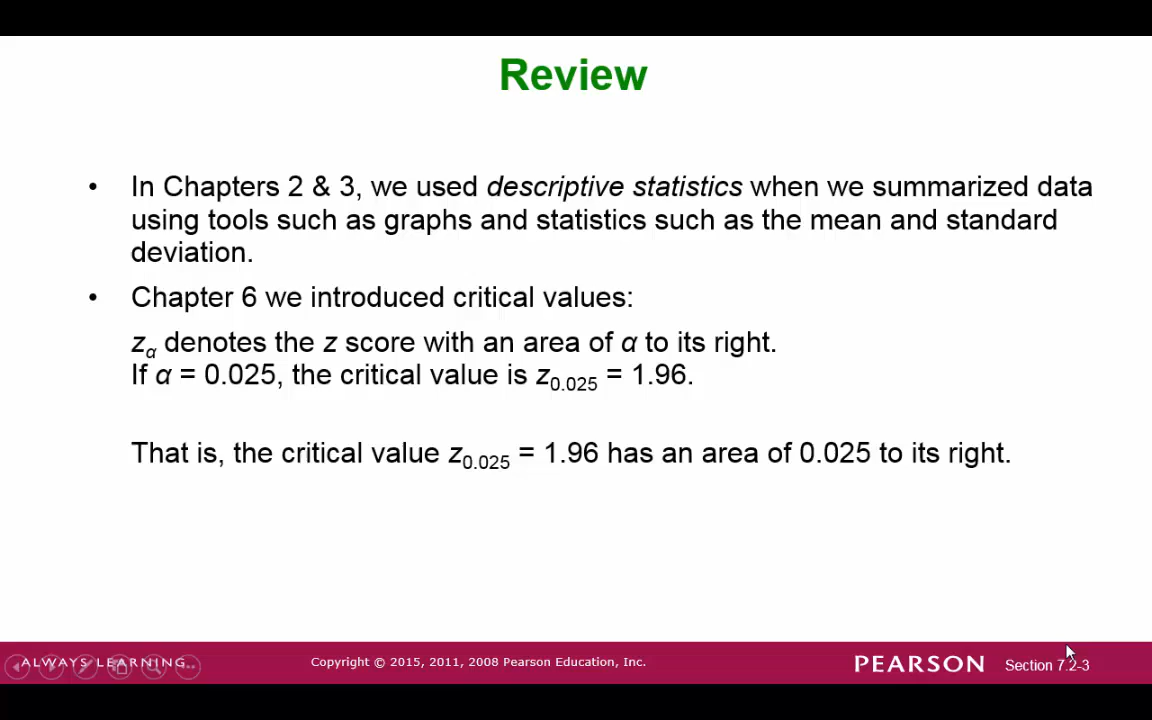 Review
• In Chapters 2 & 3, we used descriptive statistics when we summarized data
using tools such as graphs and statistics such as the mean and standard
deviation.
• Chapter 6 we introduced critical values:
zα denotes the z score with an area of α to its right.
If α = 0.025, the critical value is z0.025 = 1.96.
That is, the critical value z0.025 = 1.96 has an area of 0.025 to its right.
ALWAYS LEARNING
Copyright © 2015, 2011, 2008 Pearson Education, Inc.
PEARSON
Section 7.2-3